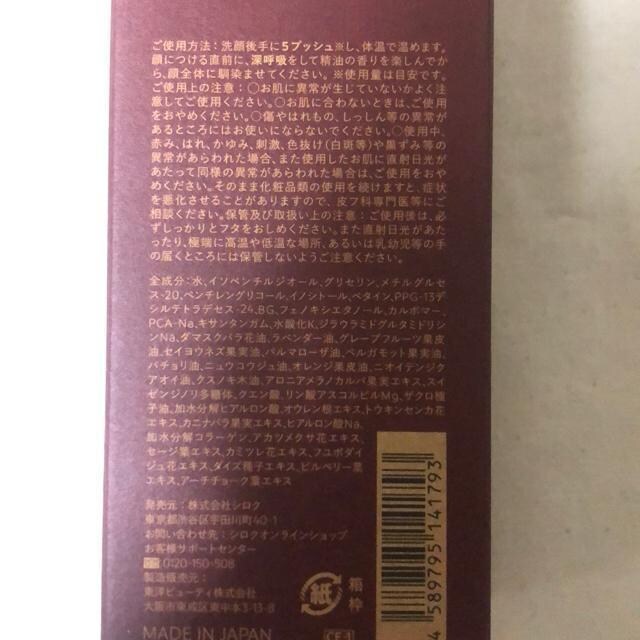 ご使用方法：洗顔後手に5プッシュ※し、体温で温めます。
顔につける直前に、深呼吸をして精油の香りを楽しんでか
ら、顔全体に馴染ませてください。※使用量は目安です。
ご使用上の注意：○お肌に異常が生じていないかよく注
意してご使用ください。○お肌に合わないときは、ご使用
をおやめください。○傷やはれもの、しっしん等の異常が
あるところにはお使いにならないでください。○使用中、
赤み、はれ、かゆみ、刺激、色抜け(白斑等)や黒ずみ等の
異常があらわれた場合、また使用したお肌に直射日光が
あたって同様の異常があらわれた場合は、ご使用をおや
めください。そのまま化粧品類の使用を続けますと、症状
を悪化させることがありますので、皮フ科専門医等にご
相談ください。保管及び取扱い上の注意：ご使用後は、必
ずしっかりとフタをおしめください。また直射日光があ
たったり、極端に高温や低温な場所、あるいは乳幼児等の手
の届くところには保管しないようご注意ください。
全成分：水、イソペンチルジオール、グリセリン、メチルグルセ
ス-20、ペンチレングリコール、イノシトール、ベタイン、PPG-13デ
シルテトラデセス-24、BG、フェノキシエタノール、カルボマー、
PCA-Na、キサンタンガム、水酸化K、ジラウラミドグルタミドリシ
ンNa、ダマスクバラ花油、ラベンダー油、グレープフルーツ果皮
油、セイヨウネズ果実油、パルマローザ油、ベルガモット果実油、
パチョリ油、ニュウコウジュ油、オレンジ果皮油、ニオイテンジク
アオイ油、クスノキ木油、アロニアメラノカルパ果実エキス、スイ
ゼンジノリ多糖体、クエン酸、リン酸アスコルビルMg、ザクロ種
子油、加水分解ヒアルロン酸、オウレン根エキス、トウキンセンカ花
エキス、カニナバラ果実エキス、ヒアルロン酸Na、
加水分解コラーゲン、アカツメクサ花エキス、
セージ葉エキス、カミツレ花エキス、フユボダイ
ジュ花エキス、ダイズ種子エキス、ビルベリー葉
エキス、アーチチョーク葉エキス
発売元：株式会社シロク
東京都渋谷区宇田川町40-1
お問い合わせ先：シロクオンラインショップ
お客様サポートセンター
0120-150-508
製造販売元：
東洋ビューティ株式会社
大阪市東成区東中本3-13-8
MADE IN JAPAN
紙
箱
枠
CF-1
4 589795 141793